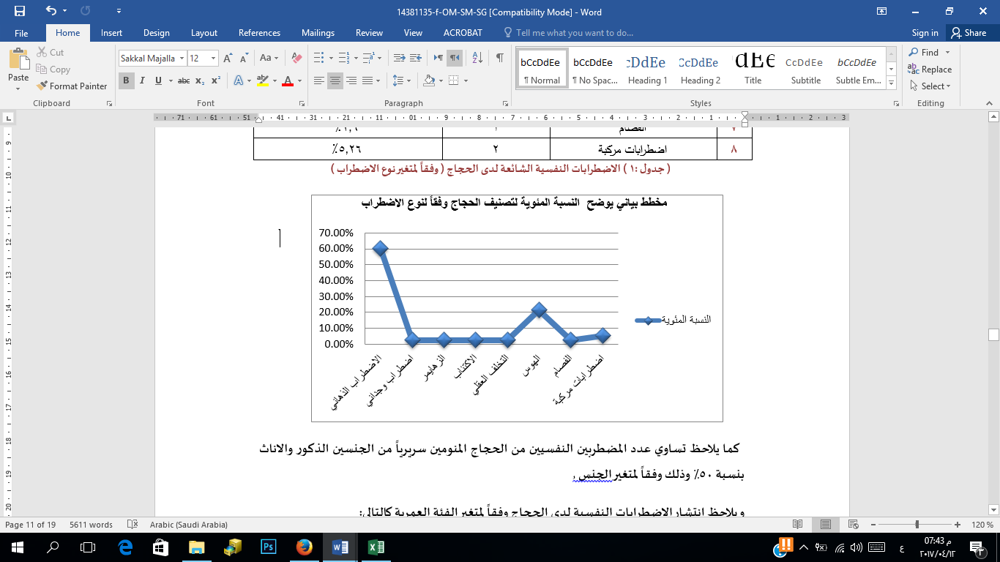 14381135-f-OM-SM-SG [Compatibility Mode] - Word
File Home Insert Design Layout References Mailings Review View ACROBAT Tell me what you want to do... Sign in Share
Paste
Cut
Copy
Format Painter
Clipboard
Sakkal Majalla 12
Font
Paragraph
bCcDdEe bCcDdEe CcDdEe CcDdEe dEe CcDdEe bCcDdEe
¶ Normal ¶ No Spac... Heading 1 Heading 2 Title Subtitle Subtle Em...
Styles
Find
Replace
Select
Editing
٧ الفصام
٨ اضطرابات مركبة ٢ ٥,٢٦٪
( جدول :١ ) الاضطرابات النفسية الشائعة لدى الحجاج ( وفقاً لمتغير نوع الاضطراب )
مخطط بياني يوضح النسبة المئوية لتصنيف الحجاج وفقاً لنوع الاضطراب
70.00%
60.00%
50.00%
40.00%
30.00%
20.00%
10.00%
0.00%
النسبة المئوية
الاضطراب الذهاني
اضطراب وجداني
الزهايمر
الاكتئاب
التخلف العقلي
الهوس
الفصام
اضطرابات مركبة
كما يلاحظ تساوي عدد المضطربين النفسيين من الحجاج المنومين سريرياً من الجنسين الذكور والاناث
بنسبة ٥٠٪ وذلك وفقاً لمتغير الجنس ,
ويلاحظ انتشار الاضطرابات النفسية لدى الحجاج وفقاً لمتغير الفئة العمرية كالتالي:
Page 11 of 19 5611 words Arabic (Saudi Arabia) 120 %
ع
07:43 م
٢٠١٧/٠٤/١٢